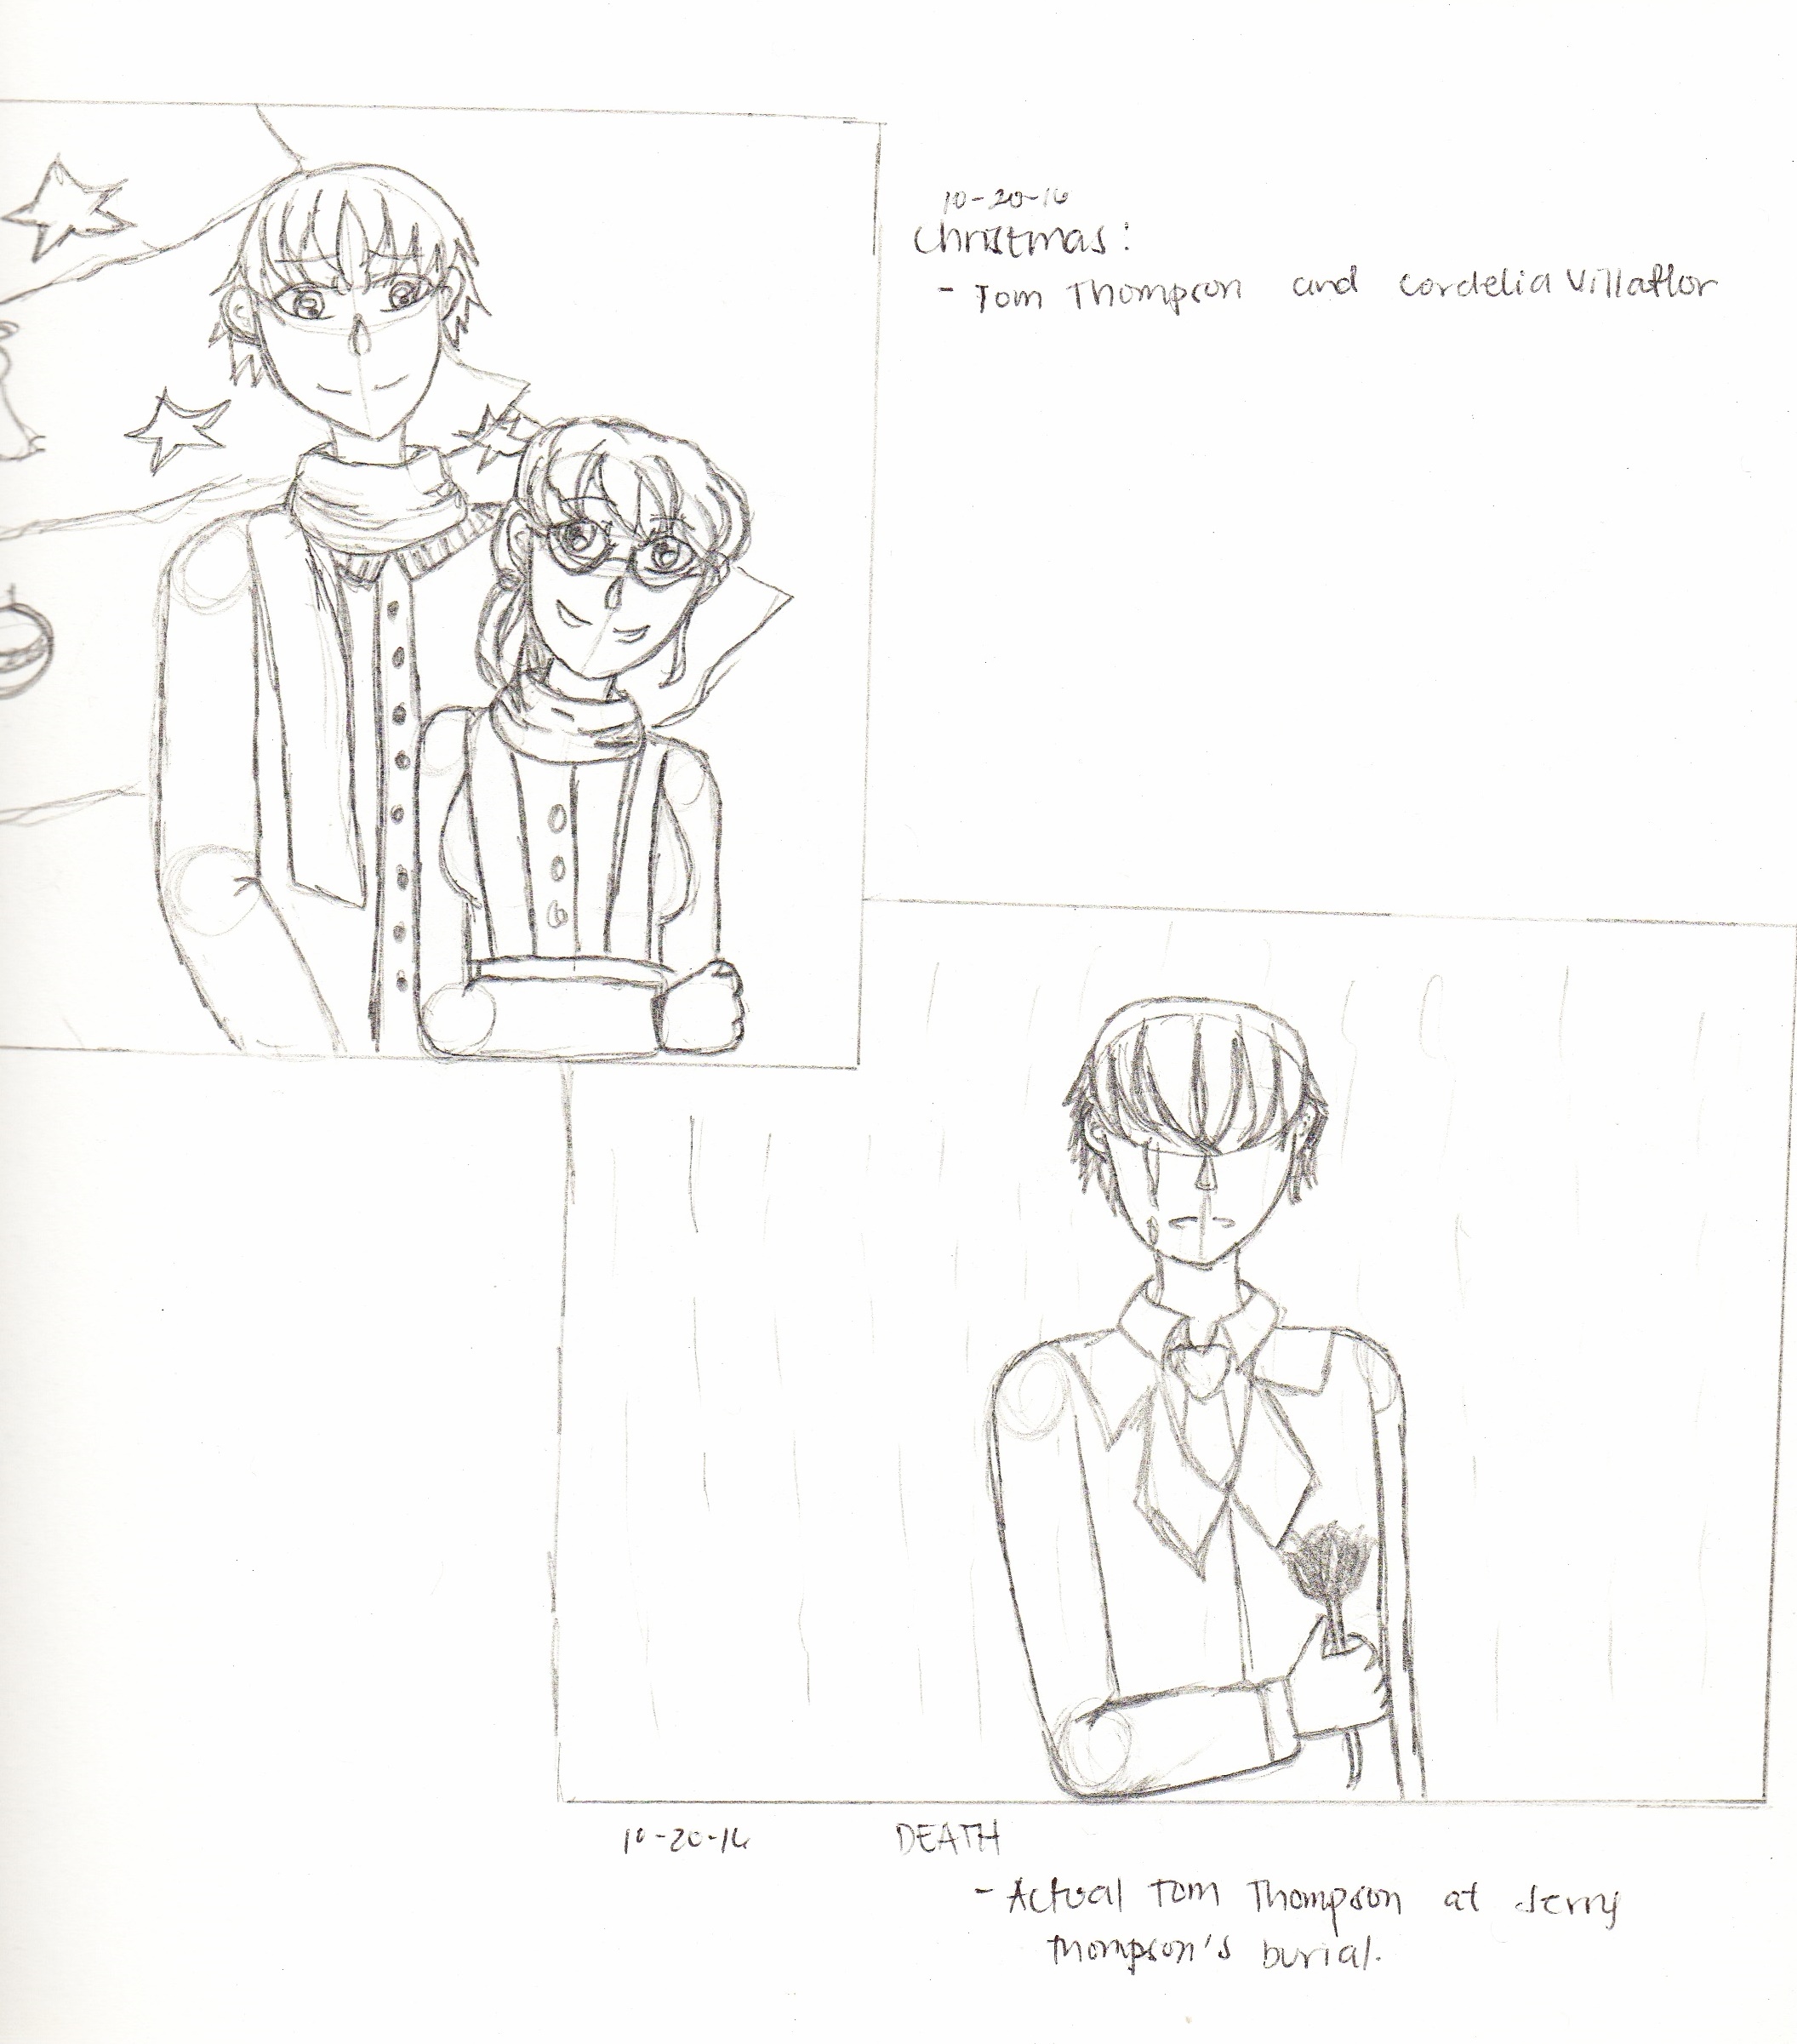 10-20-16
Christmas:
- Tom Thompson and Cordelia Villaflor
10-20-16 DEATH
- Actual Tom Thompson at Jerry
Thompson's burial.